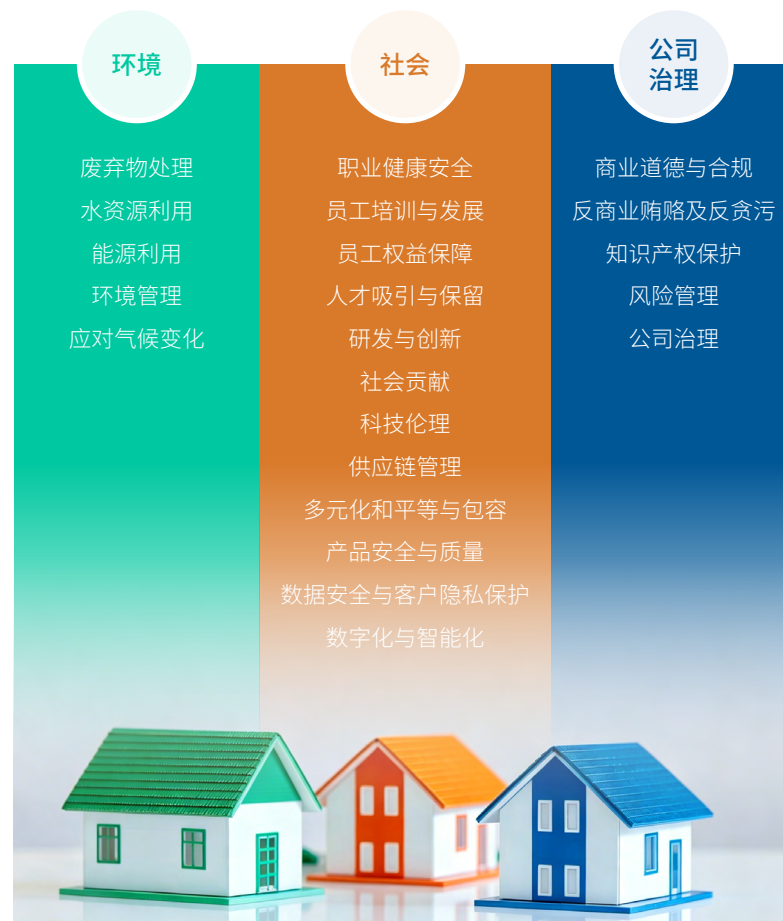 环境
废弃物处理
水资源利用
能源利用
环境管理
应对气候变化
社会
职业健康安全
员工培训与发展
员工权益保障
人才吸引与保留
研发与创新
社会贡献
科技伦理
供应链管理
多元化和平等与包容
产品安全与质量
数据安全与客户隐私保护
数字化与智能化
公司
治理
商业道德与合规
反商业贿赂及反贪污
知识产权保护
风险管理
公司治理